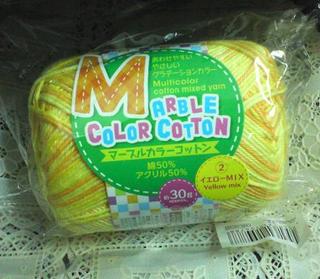 あわせやすい
やさしい
グラデーションカラー
Multicolor
cotton mixed yarn
MARBLE
COLOR COTTON
マーブルカラーコットン
綿50%
アクリル50%
約30g
②
イエローMIX
Yellow mix